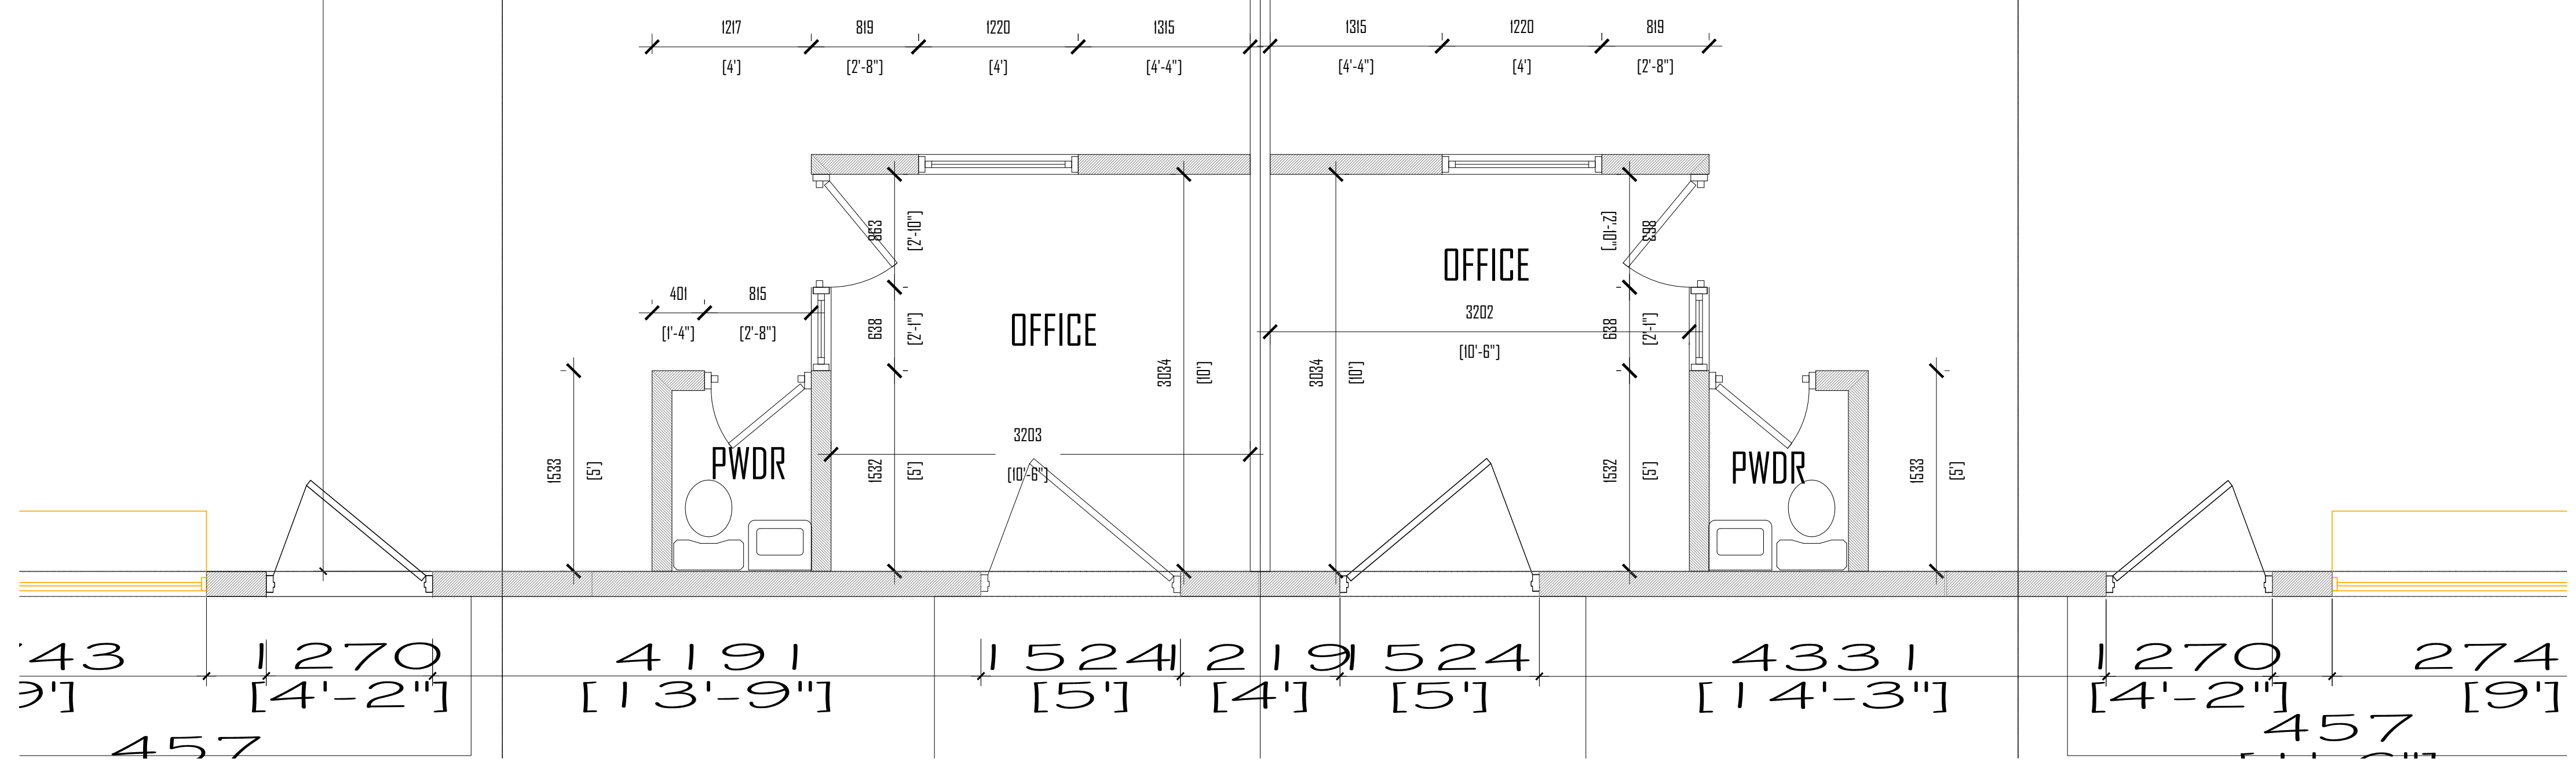 1217 819 1220 1315 1315 1220 819
[4'] [2'-8"] [4'] [4'-4"] [4'-4"] [4'] [2'-8"]
863 [2'-10"] [2'-10"] 863
OFFICE
OFFICE
401 815
[1'-4"] [2'-8"]
638 [2'-1"] 638 [2'-1"]
3202
[10'-6"]
3034 [10'] 3034 [10']
3203
[10'-6"]
PWDR PWDR
1533 [5'] 1532 [5'] 1532 [5'] 1533 [5']
43 1270 4191 1524 1219 1524 4331 1270 274
9'] [4'-2"] [13'-9"] [5'] [4'] [5'] [14'-3"] [4'-2"] [9']
457 457